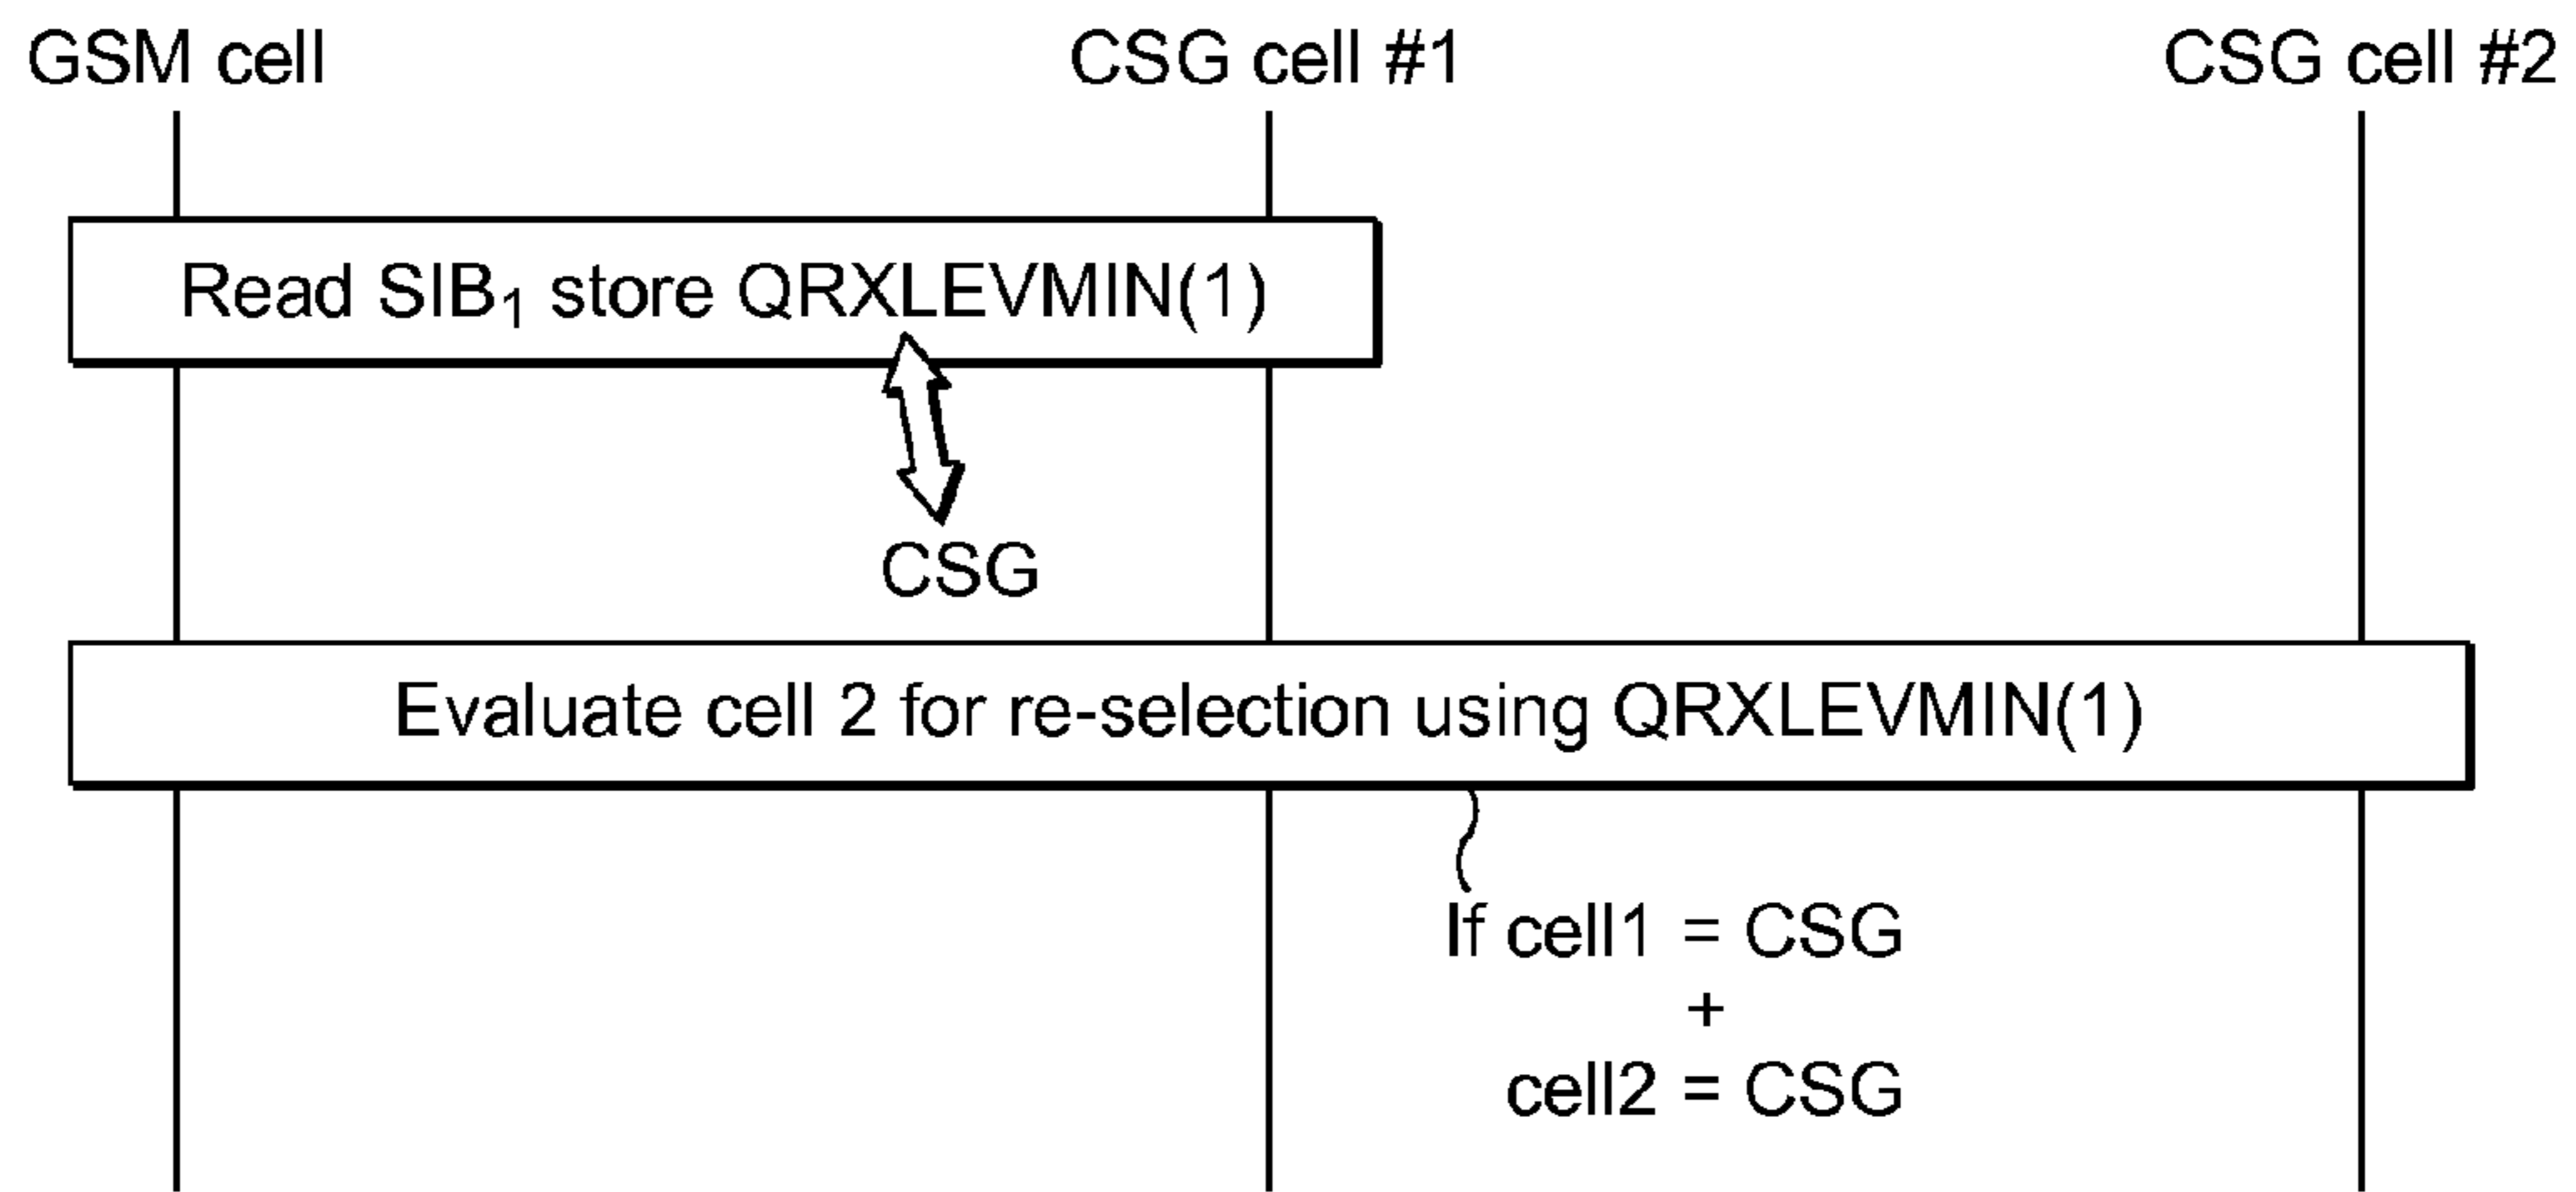 GSM cell
CSG cell #1
CSG cell #2
Read SIB₁ store QRXLEVMIN(1)
CSG
Evaluate cell 2 for re-selection using QRXLEVMIN(1)
If cell1 = CSG
+
cell2 = CSG